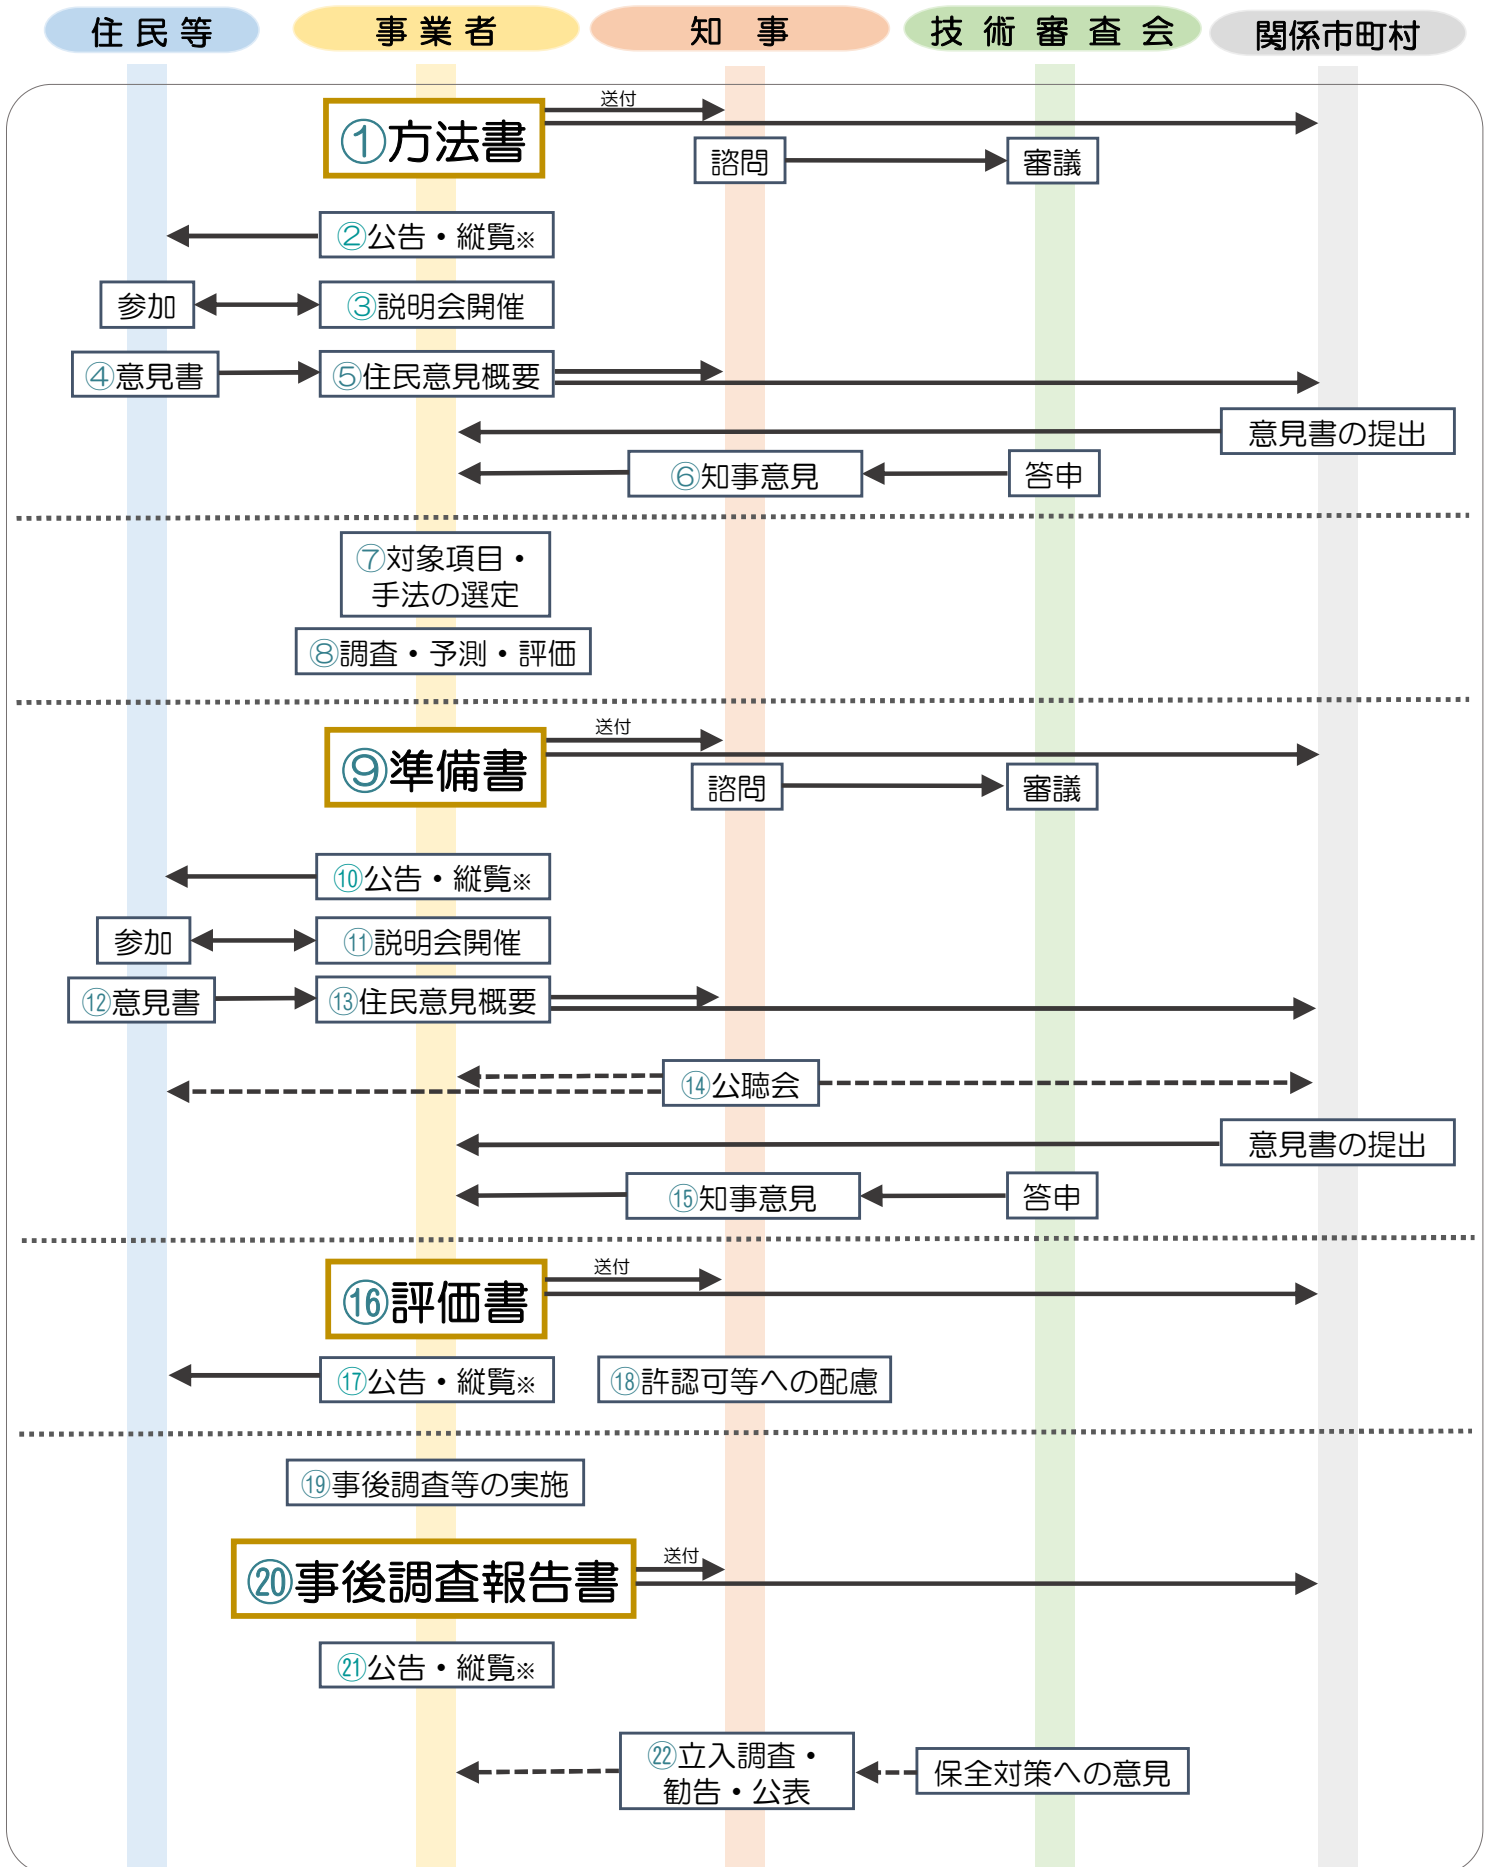 住民等
事業者
知事
技術審査会
関係市町村
①方法書
送付
諮問
審議
②公告・縦覧※
参加
③説明会開催
④意見書
⑤住民意見概要
意見書の提出
⑥知事意見
答申
⑦対象項目・
手法の選定
⑧調査・予測・評価
⑨準備書
送付
諮問
審議
⑩公告・縦覧※
参加
⑪説明会開催
⑫意見書
⑬住民意見概要
⑭公聴会
意見書の提出
⑮知事意見
答申
⑯評価書
送付
⑰公告・縦覧※
⑱許認可等への配慮
⑲事後調査等の実施
⑳事後調査報告書
送付
㉑公告・縦覧※
㉒立入調査・
勧告・公表
保全対策への意見